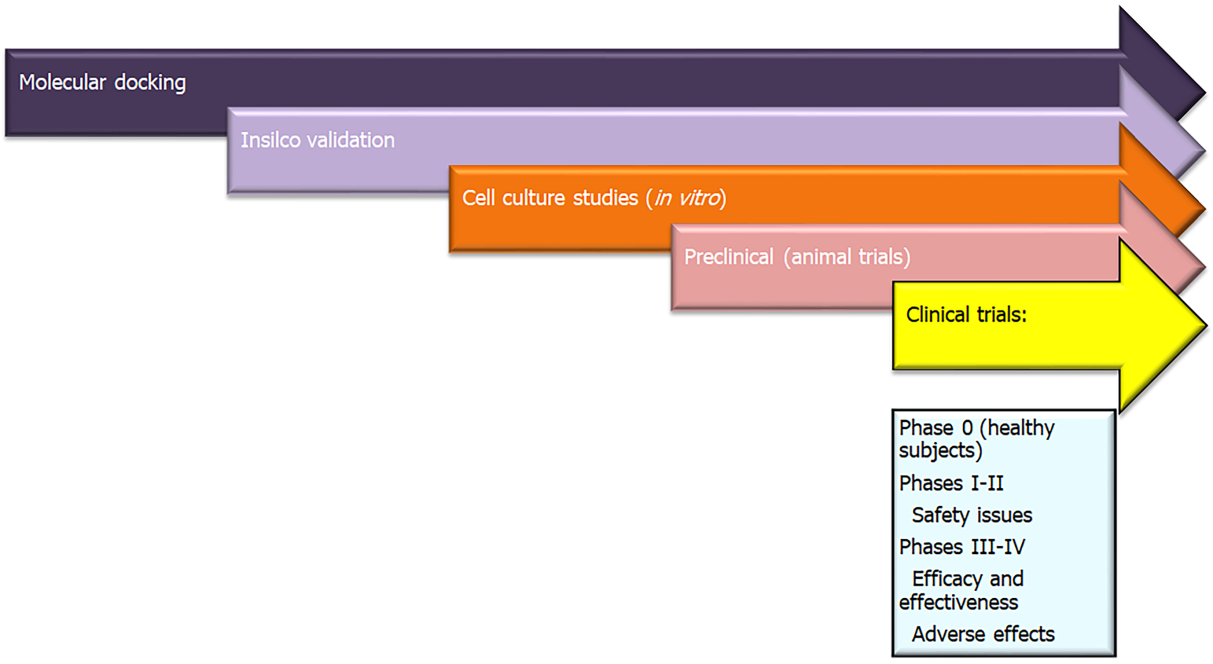 Molecular docking
Insilco validation
Cell culture studies (in vitro)
Preclinical (animal trials)
Clinical trials:
Phase 0 (healthy
subjects)
Phases I-II
Safety issues
Phases III-IV
Efficacy and
effectiveness
Adverse effects